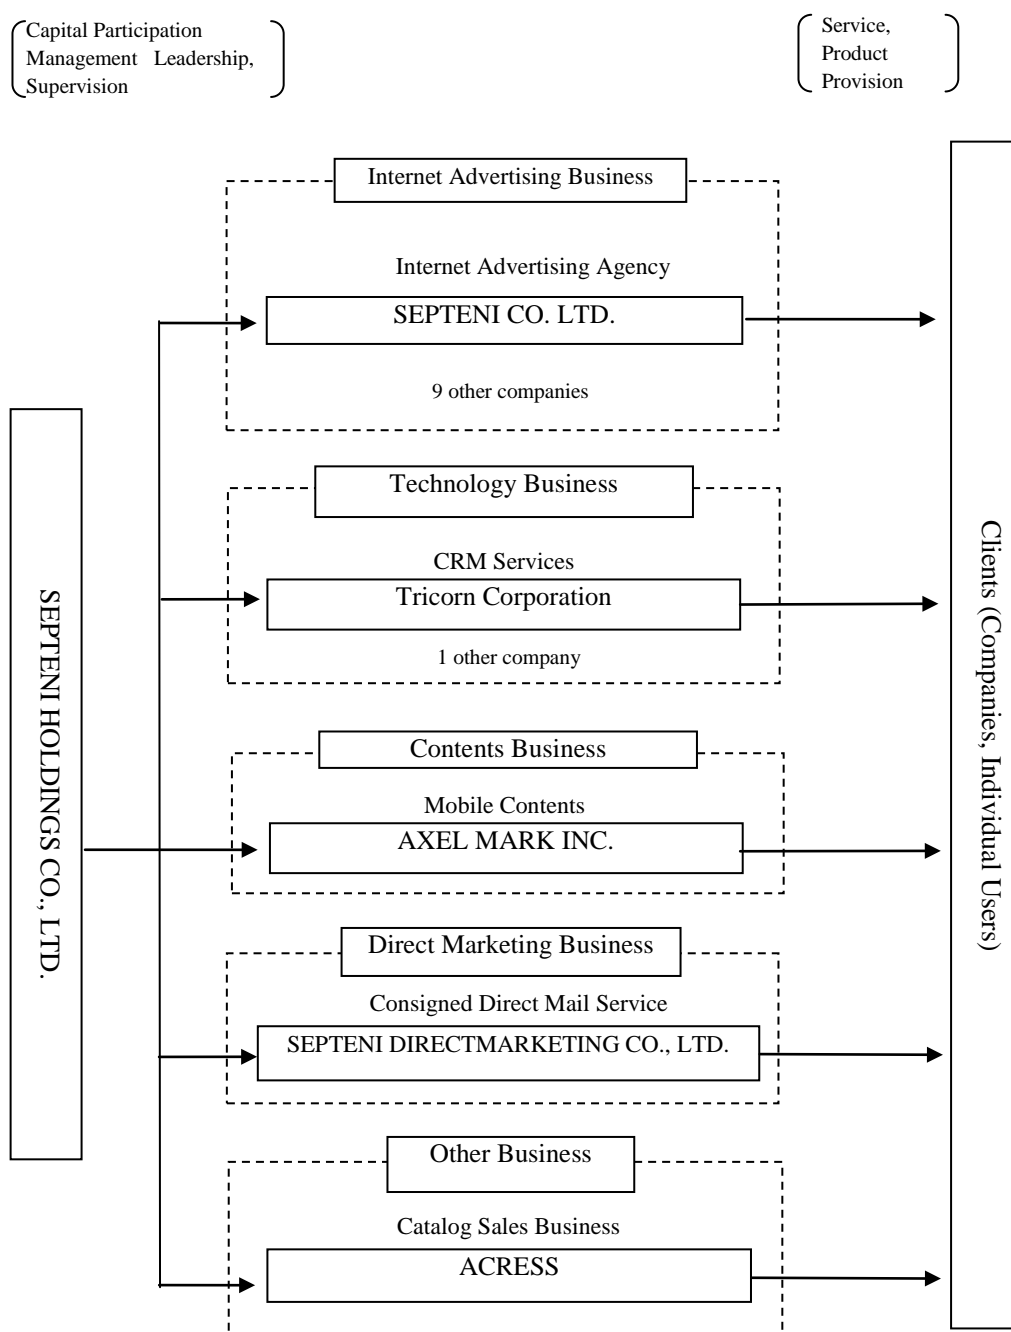 Capital Participation
Management Leadership,
Supervision
Service,
Product
Provision
Internet Advertising Business
Internet Advertising Agency
SEPTENI CO. LTD.
9 other companies
Technology Business
CRM Services
Tricorn Corporation
1 other company
Contents Business
Mobile Contents
AXEL MARK INC.
Direct Marketing Business
Consigned Direct Mail Service
SEPTENI DIRECTMARKETING CO., LTD.
Other Business
Catalog Sales Business
ACRESS
SEPTENI HOLDINGS CO., LTD.
Clients (Companies, Individual Users)